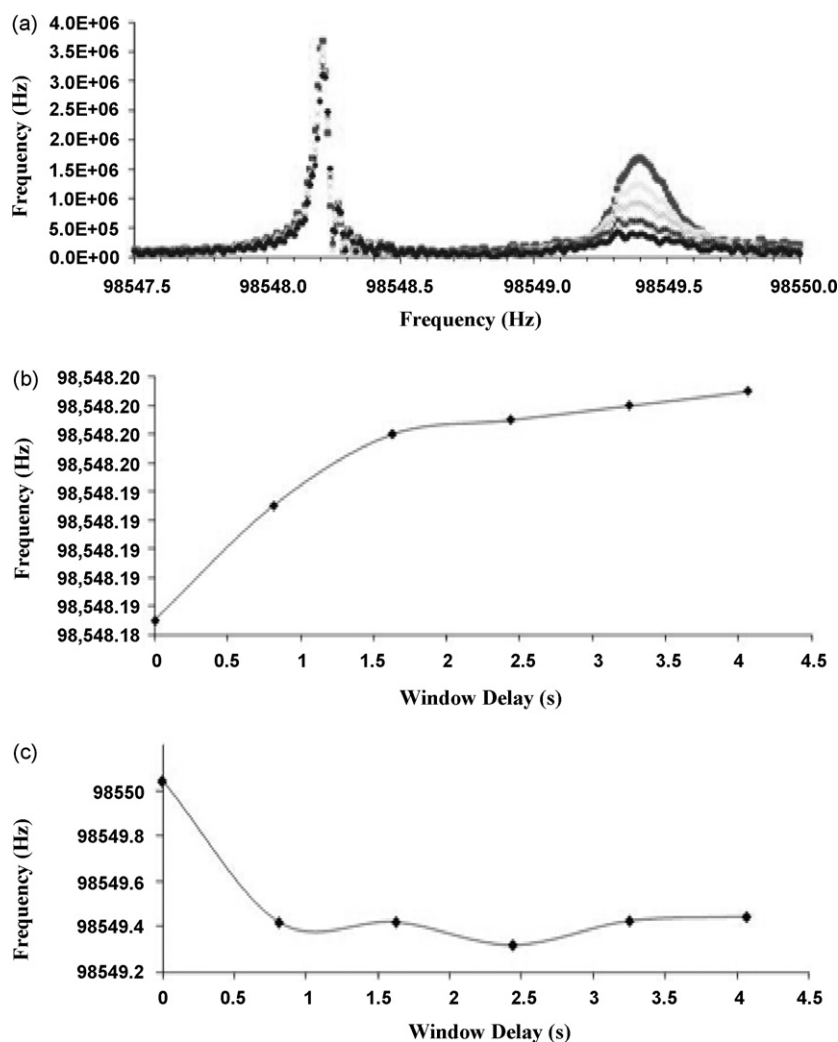 (a)
Frequency (Hz)
4.0E+06
3.5E+06
3.0E+06
2.5E+06
2.0E+06
1.5E+06
1.0E+06
5.0E+05
0.0E+00
98547.5 98548.0 98548.5 98549.0 98549.5 98550.0
Frequency (Hz)
(b)
Frequency (Hz)
98,548.20
98,548.20
98,548.20
98,548.20
98,548.19
98,548.19
98,548.19
98,548.19
98,548.19
98,548.18
0 0.5 1 1.5 2 2.5 3 3.5 4 4.5
Window Delay (s)
(c)
Frequency (Hz)
98550
98549.8
98549.6
98549.4
98549.2
0 0.5 1 1.5 2 2.5 3 3.5 4 4.5
Window Delay (s)